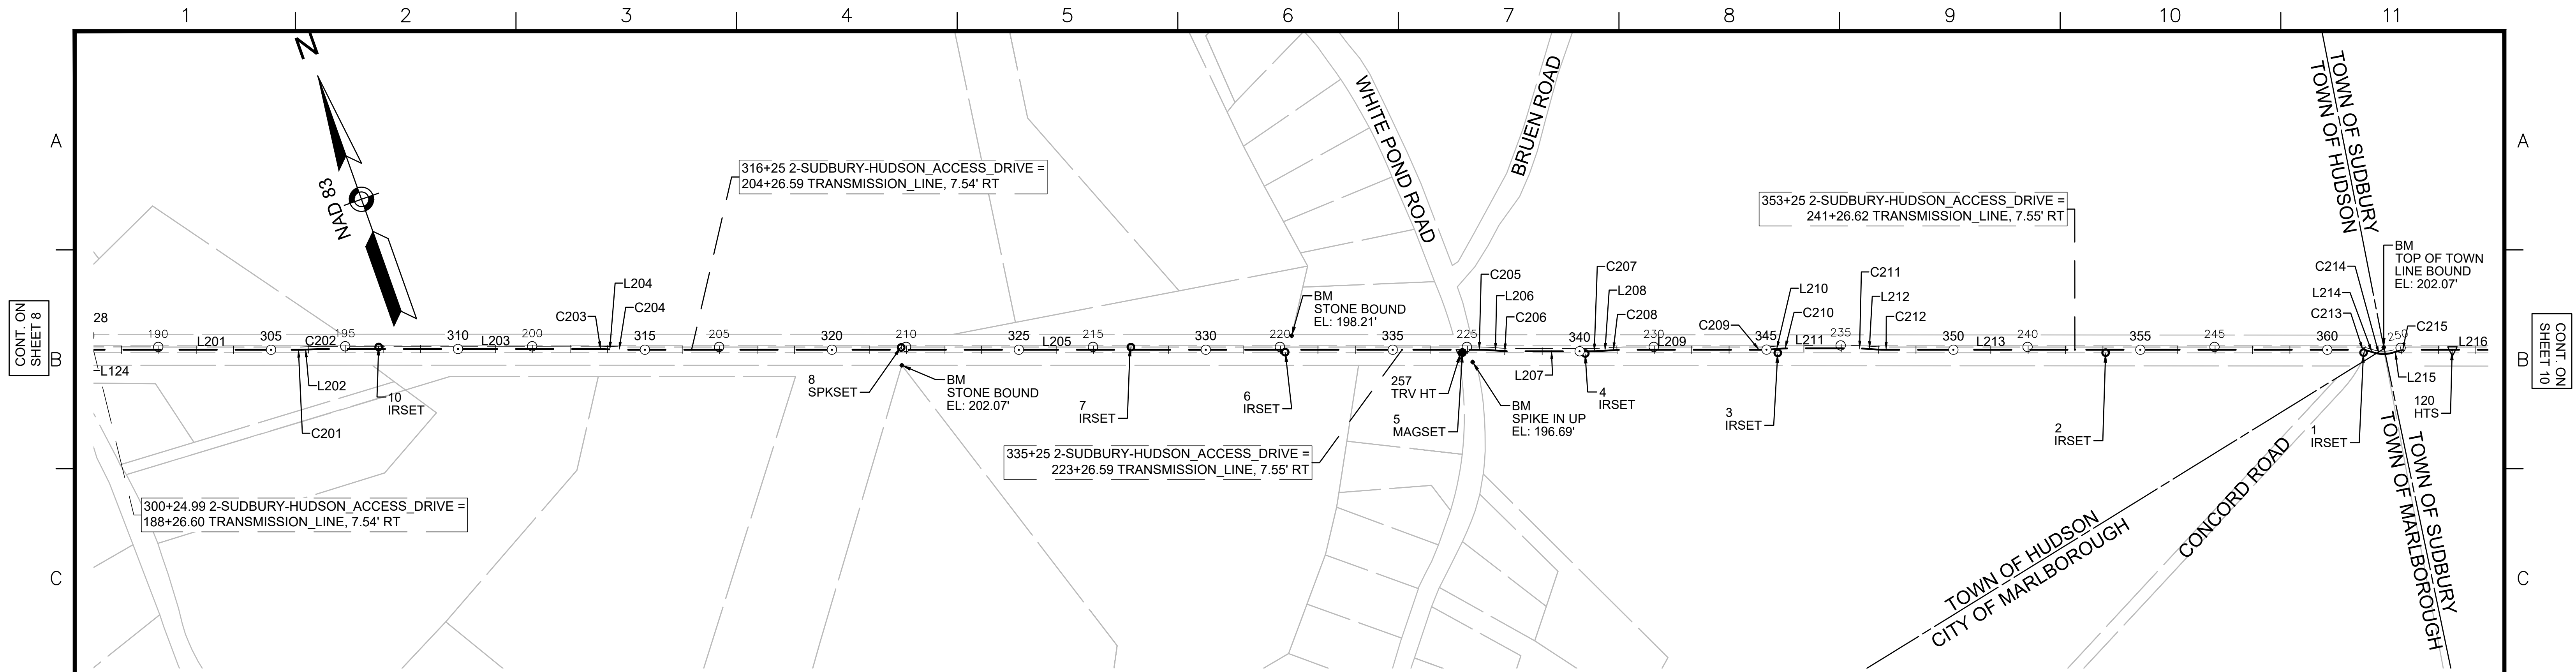 1 2 3 4 5 6 7 8 9 10 11
A
A
B
B
C
C
N
NAD 83
CONT. ON
SHEET 8
CONT. ON
SHEET 10
316+25 2-SUDBURY-HUDSON_ACCESS_DRIVE =
204+26.59 TRANSMISSION_LINE, 7.54' RT
353+25 2-SUDBURY-HUDSON_ACCESS_DRIVE =
241+26.62 TRANSMISSION_LINE, 7.55' RT
335+25 2-SUDBURY-HUDSON_ACCESS_DRIVE =
223+26.59 TRANSMISSION_LINE, 7.55' RT
300+24.99 2-SUDBURY-HUDSON_ACCESS_DRIVE =
188+26.60 TRANSMISSION_LINE, 7.54' RT
WHITE POND ROAD
BRUEN ROAD
TOWN OF SUDBURY
TOWN OF HUDSON
BM
TOP OF TOWN
LINE BOUND
EL: 202.07'
BM
STONE BOUND
EL: 198.21'
BM
STONE BOUND
EL: 202.07'
BM
SPIKE IN UP
EL: 196.69'
28
L124
190
L201
305
C201
C202
L202
195
10
IRSET
310
L203
200
C203
L204
C204
315
205
320
8
SPKSET
210
325
L205
215
7
IRSET
330
220
6
IRSET
335
257
TRV HT
5
MAGSET
225
C205
L206
C206
L207
340
4
IRSET
C207
L208
C208
230
L209
C209
345
3
IRSET
L210
C210
L211
235
C211
L212
C212
350
L213
240
2
IRSET
355
245
360
1
IRSET
C213
L214
C214
250
C215
L215
L216
120
HTS
TOWN OF HUDSON
CITY OF MARLBOROUGH
CONCORD ROAD
TOWN OF SUDBURY
TOWN OF MARLBOROUGH